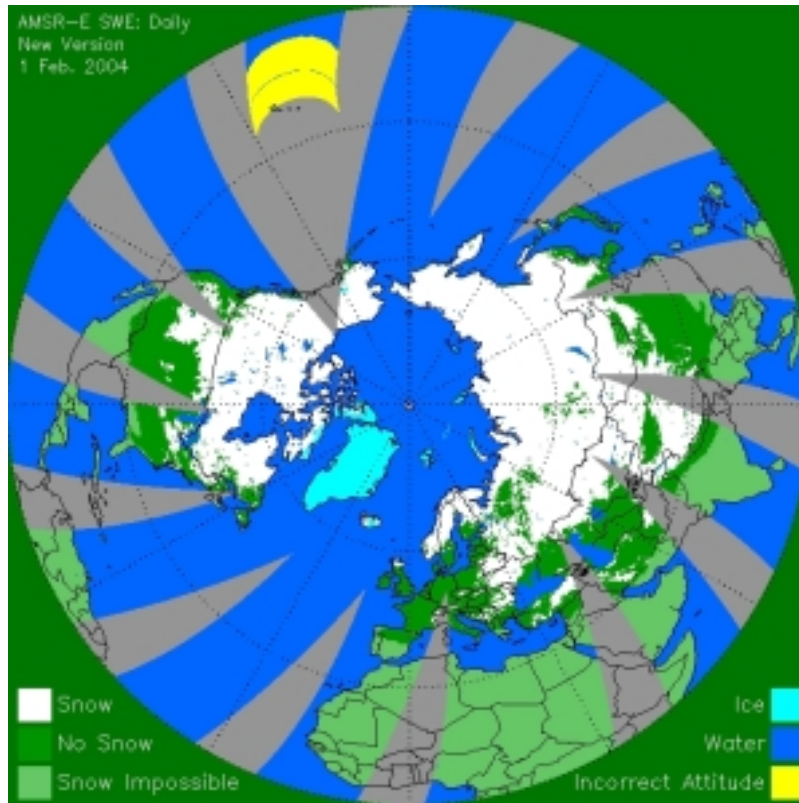 AMSR-E SWE: Daily
New Version
1 Feb. 2004
Snow
No Snow
Snow Impossible
Ice
Water
Incorrect Attitude